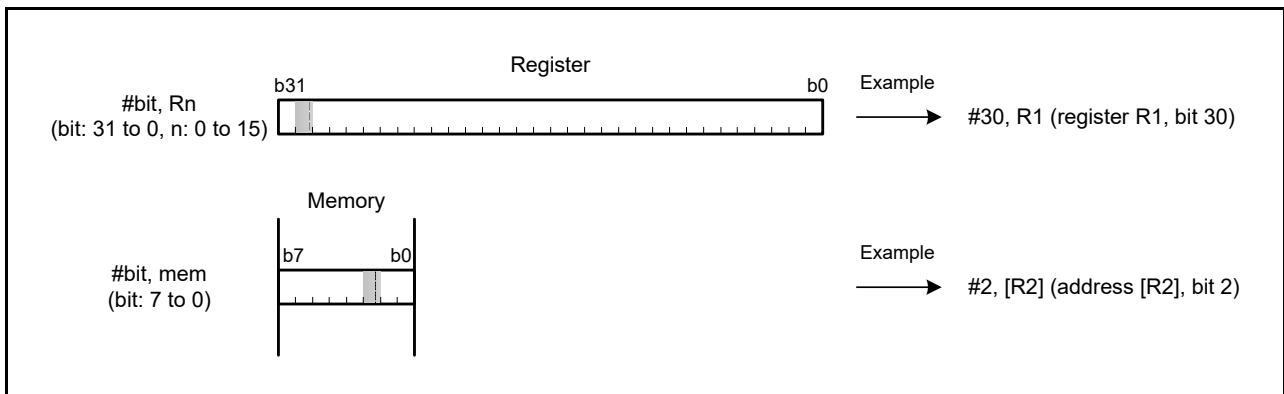 Register
b31 b0
#bit, Rn
(bit: 31 to 0, n: 0 to 15)
Example
#30, R1 (register R1, bit 30)
Memory
b7 b0
#bit, mem
(bit: 7 to 0)
Example
#2, [R2] (address [R2], bit 2)